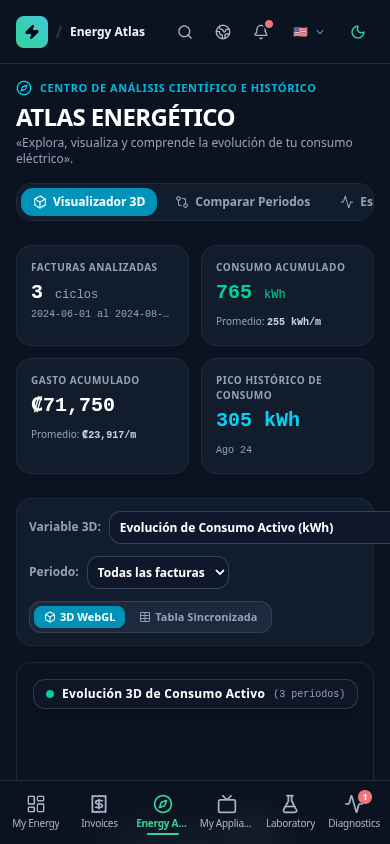 / Energy Atlas
CENTRO DE ANÁLISIS CIENTÍFICO E HISTÓRICO
ATLAS ENERGÉTICO
«Explora, visualiza y comprende la evolución de tu consumo
eléctrico».
Visualizador 3D Comparar Periodos Es
FACTURAS ANALIZADAS
3 ciclos
2024-06-01 al 2024-08-…
CONSUMO ACUMULADO
765 kWh
Promedio: 255 kWh/m
GASTO ACUMULADO
₡71,750
Promedio: ₡23,917/m
PICO HISTÓRICO DE
CONSUMO
305 kWh
Ago 24
Variable 3D: Evolución de Consumo Activo (kWh)
Periodo: Todas las facturas
3D WebGL Tabla Sincronizada
Evolución 3D de Consumo Activo (3 periodos)
1
My Energy Invoices Energy A... My Applia... Laboratory Diagnostics